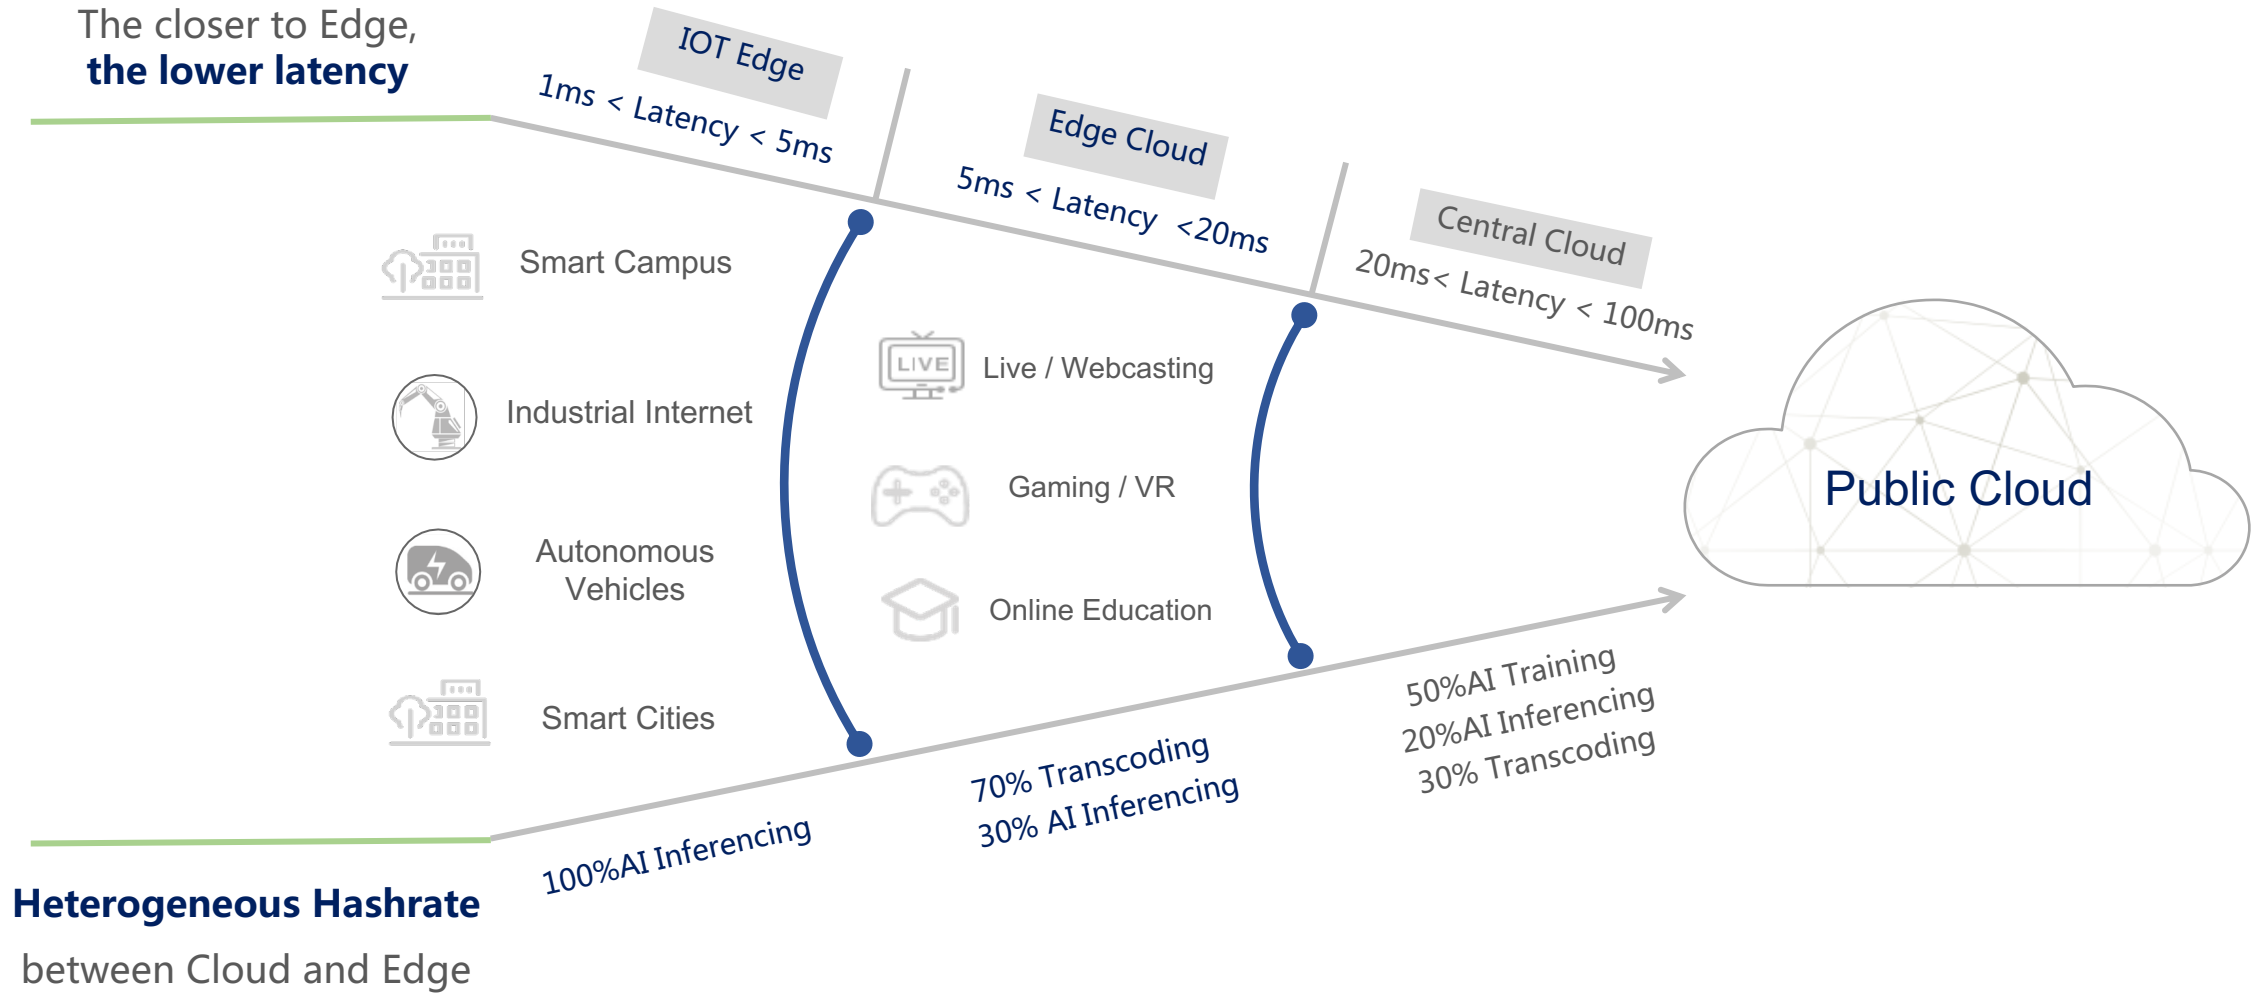 The closer to Edge,
the lower latency
IOT Edge
1ms < Latency < 5ms
Edge Cloud
5ms < Latency <20ms
Central Cloud
20ms< Latency < 100ms
Smart Campus
Industrial Internet
Autonomous
Vehicles
Smart Cities
LIVE
Live / Webcasting
Gaming / VR
Online Education
Public Cloud
100%AI Inferencing
70% Transcoding
30% AI Inferencing
50%AI Training
20%AI Inferencing
30% Transcoding
Heterogeneous Hashrate
between Cloud and Edge